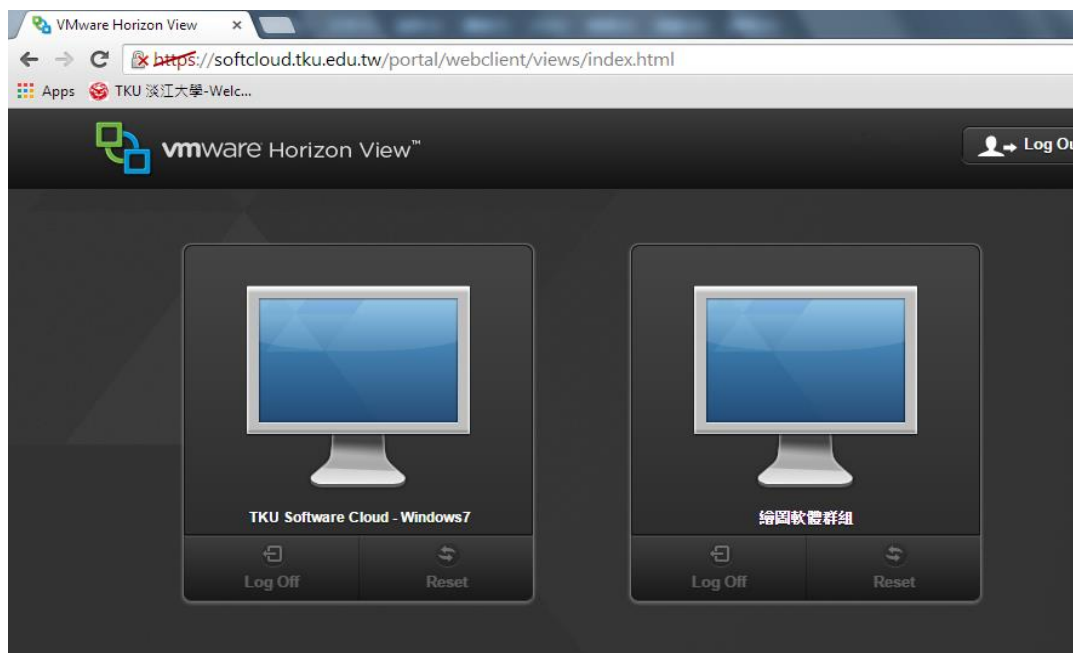 VMware Horizon View
https://softcloud.tku.edu.tw/portal/webclient/views/index.html
Apps TKU 淡江大學-Welc...
vmware Horizon View™
Log Ou
TKU Software Cloud - Windows7
繪圖軟體群組
Log Off Reset
Log Off Reset